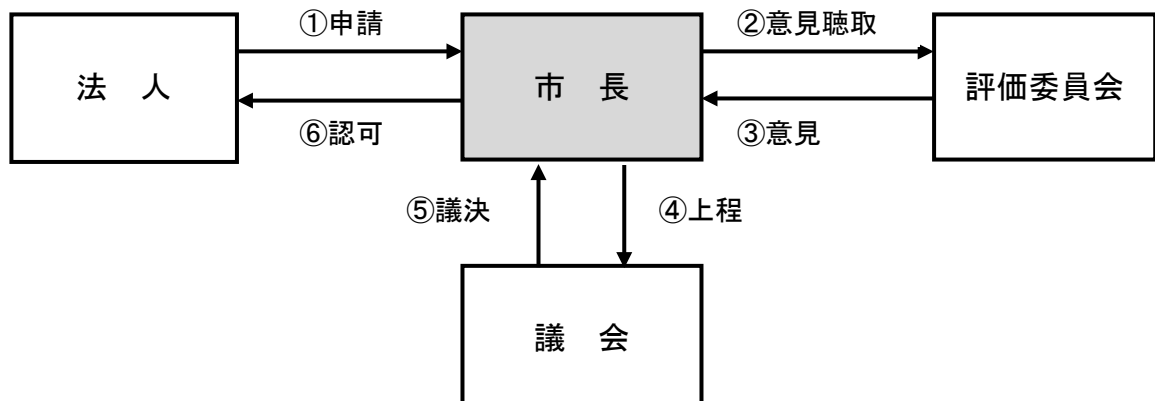 ①申請
②意見聴取
法　人
市　長
評価委員会
⑥認可
③意見
⑤議決
④上程
議　会